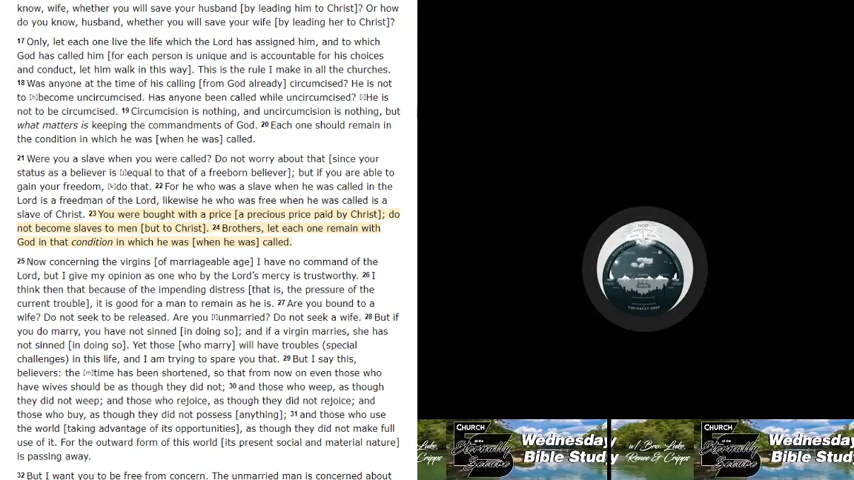 know, wife, whether you will save your husband [by leading him to Christ]? Or how
do you know, husband, whether you will save your wife [by leading her to Christ]?
17 Only, let each one live the life which the Lord has assigned him, and to which
God has called him [for each person is unique and is accountable for his choices
and conduct, let him walk in this way]. This is the rule I make in all the churches.
18 Was anyone at the time of his calling [from God already] circumcised? He is not
to become uncircumcised. Has anyone been called while uncircumcised? He is
not to be circumcised. 19 Circumcision is nothing, and uncircumcision is nothing, but
what matters is keeping the commandments of God. 20 Each one should remain in
the condition in which he was [when he was] called.
21 Were you a slave when you were called? Do not worry about that [since your
status as a believer is equal to that of a freeborn believer]; but if you are able to
gain your freedom, do that. 22 For he who was a slave when he was called in the
Lord is a freedman of the Lord, likewise he who was free when he was called is a
slave of Christ. 23 You were bought with a price [a precious price paid by Christ]; do
not become slaves to men [but to Christ]. 24 Brothers, let each one remain with
God in that condition in which he was [when he was] called.
25 Now concerning the virgins [of marriageable age] I have no command of the
Lord, but I give my opinion as one who by the Lord's mercy is trustworthy. 26 I
think then that because of the impending distress [that is, the pressure of the
current trouble], it is good for a man to remain as he is. 27 Are you bound to a
wife? Do not seek to be released. Are you unmarried? Do not seek a wife. 28 But if
you do marry, you have not sinned [in doing so]; and if a virgin marries, she has
not sinned [in doing so]. Yet those [who marry] will have troubles (special
challenges) in this life, and I am trying to spare you that. 29 But I say this,
believers: the [m]time has been shortened, so that from now on even those who
have wives should be as though they did not; 30 and those who weep, as though
they did not weep; and those who rejoice, as though they did not rejoice; and
those who buy, as though they did not possess [anything]; 31 and those who use
the world [taking advantage of its opportunities], as though they did not make full
use of it. For the outward form of this world [its present social and material nature]
is passing away.
32 But I want you to be free from concern. The unmarried man is concerned about
GOD
THE GREAT DEEP
Luke,
Cripps
CHURCH
of the
Eternally
Square
Wednesday
Bible Study
w/ Bro. Luke,
Renee & Cripps
CHURCH
of the
Eternally
Square
Wednesday
Bible Study